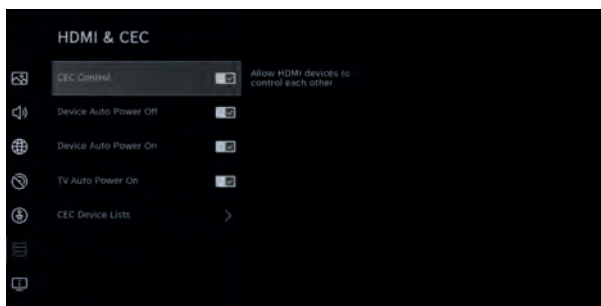 HDMI & CEC
CEC Control
Allow HDMI devices to
control each other
Device Auto Power Off
Device Auto Power On
TV Auto Power On
CEC Device Lists